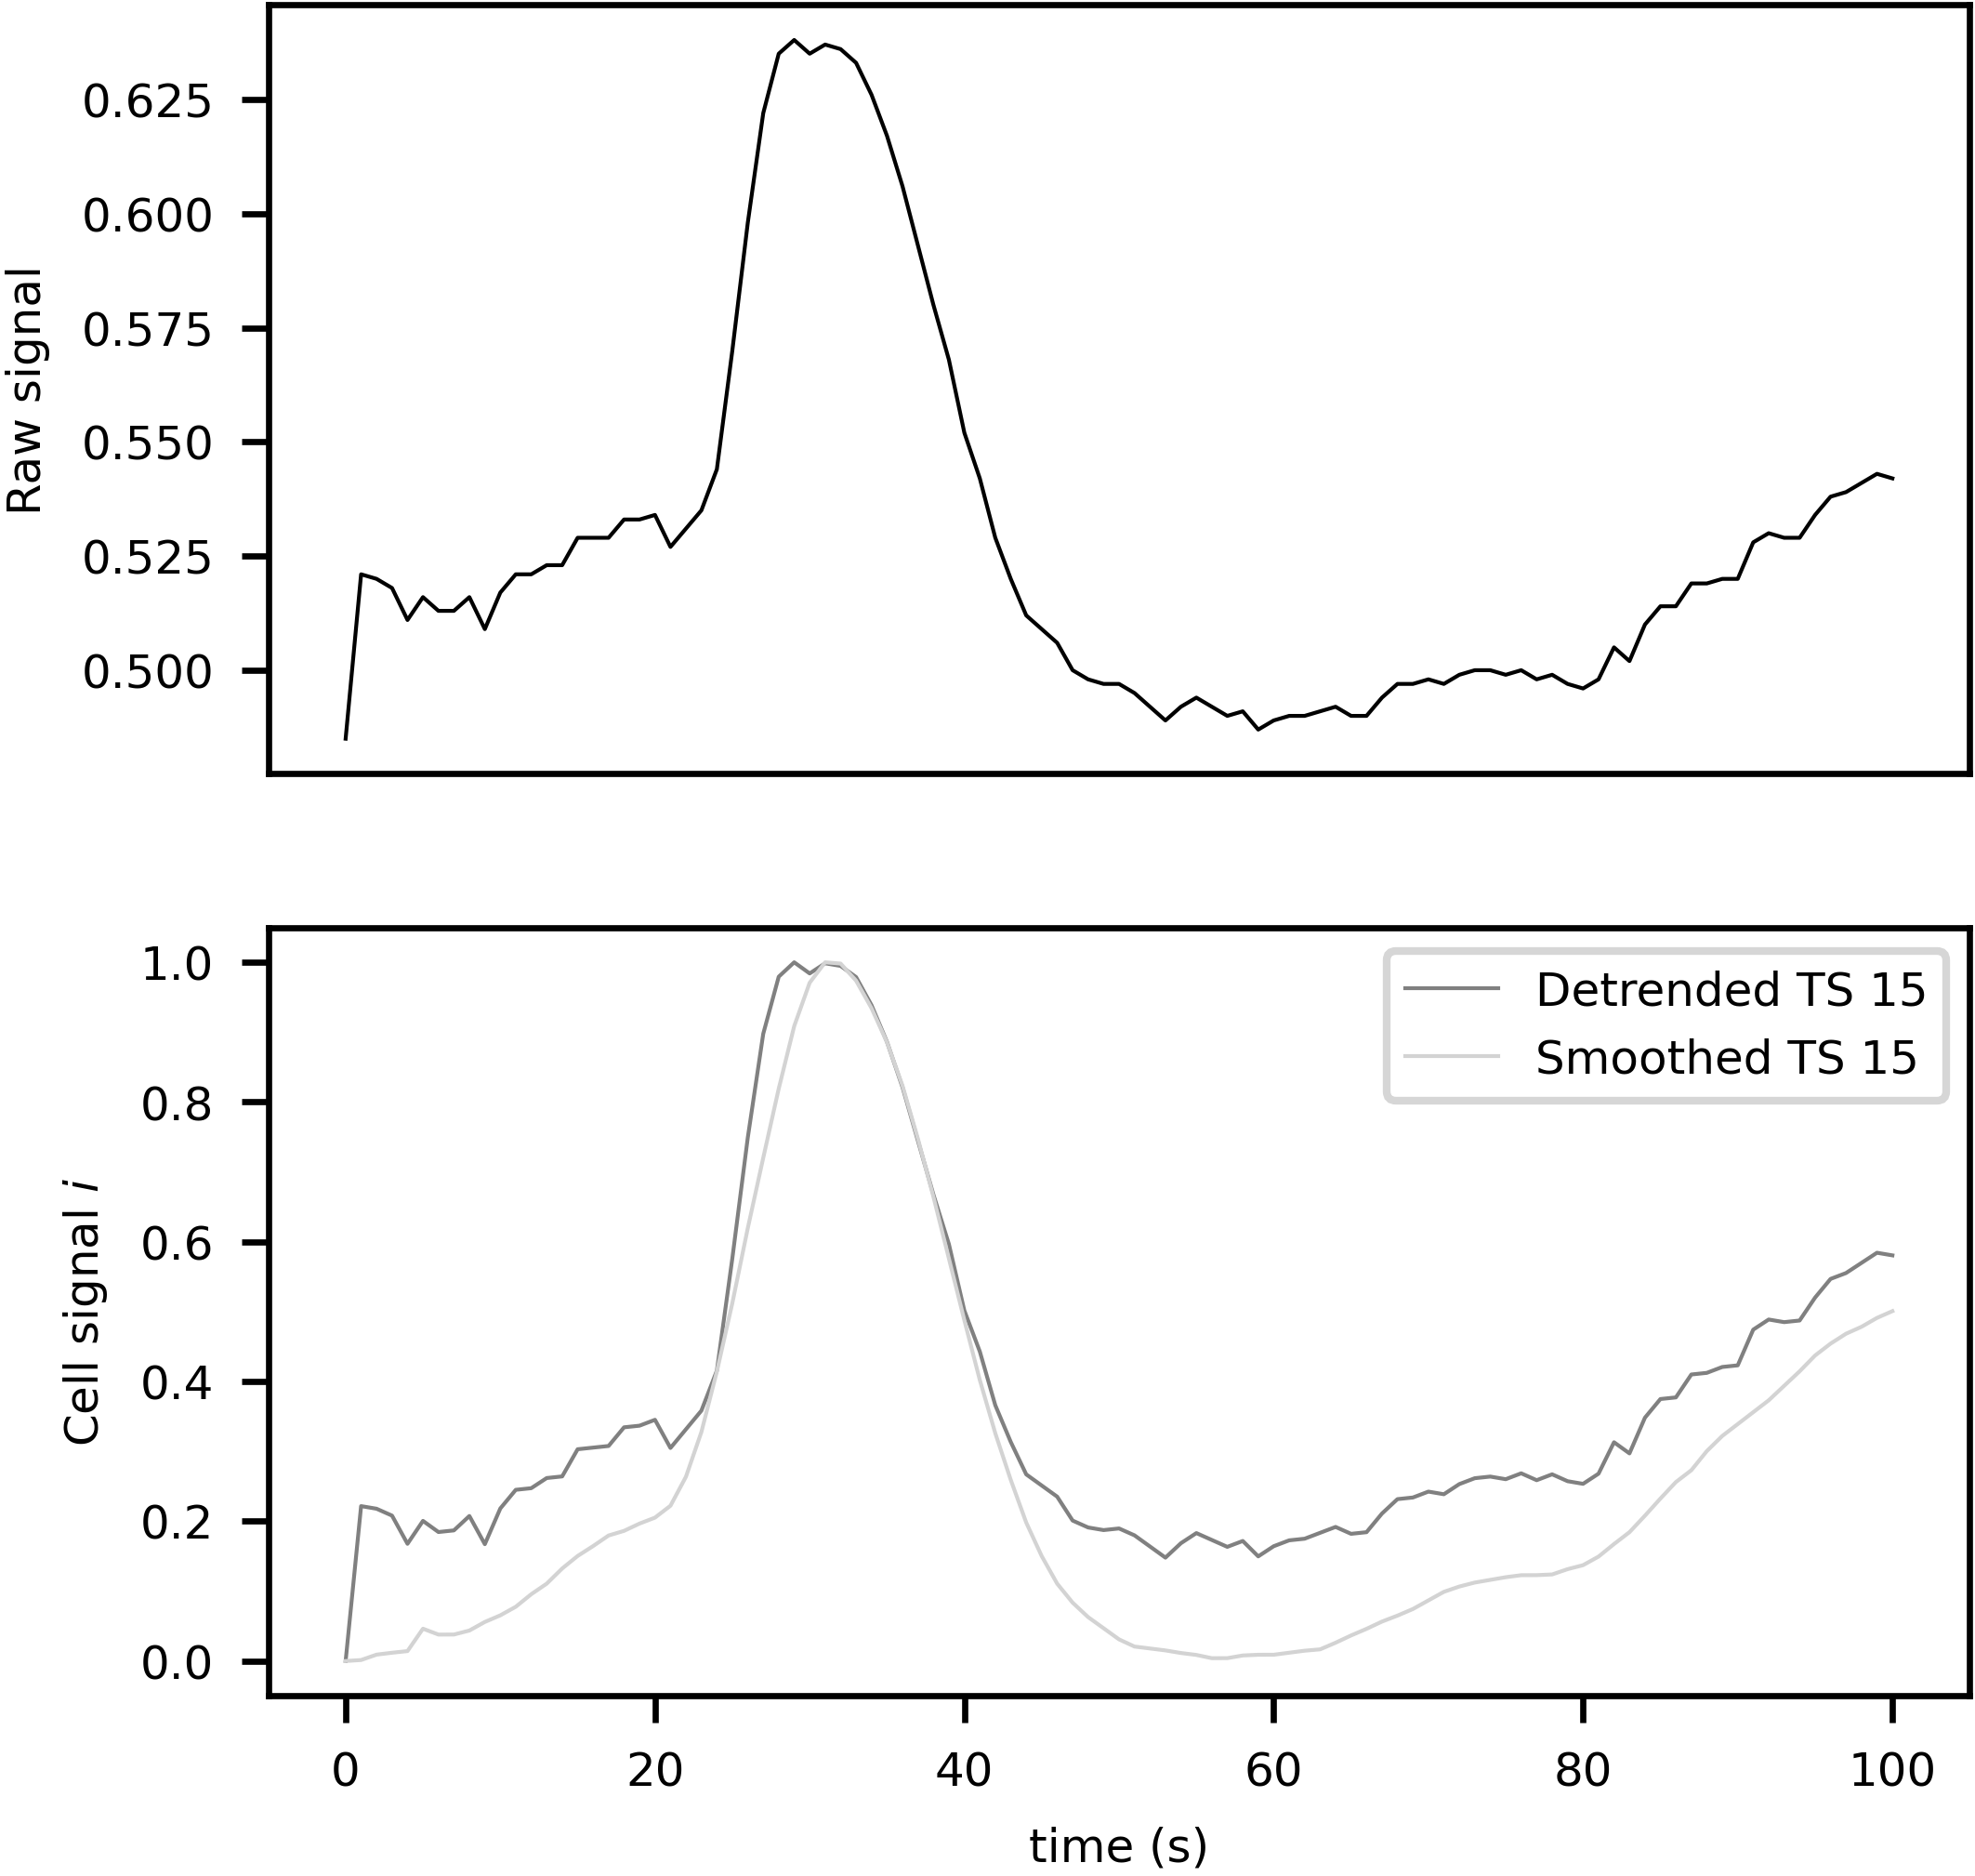 Raw signal
0.625
0.600
0.575
0.550
0.525
0.500
Cell signal i
1.0
0.8
0.6
0.4
0.2
0.0
Detrended TS 15
Smoothed TS 15
0 20 40 60 80 100
time (s)